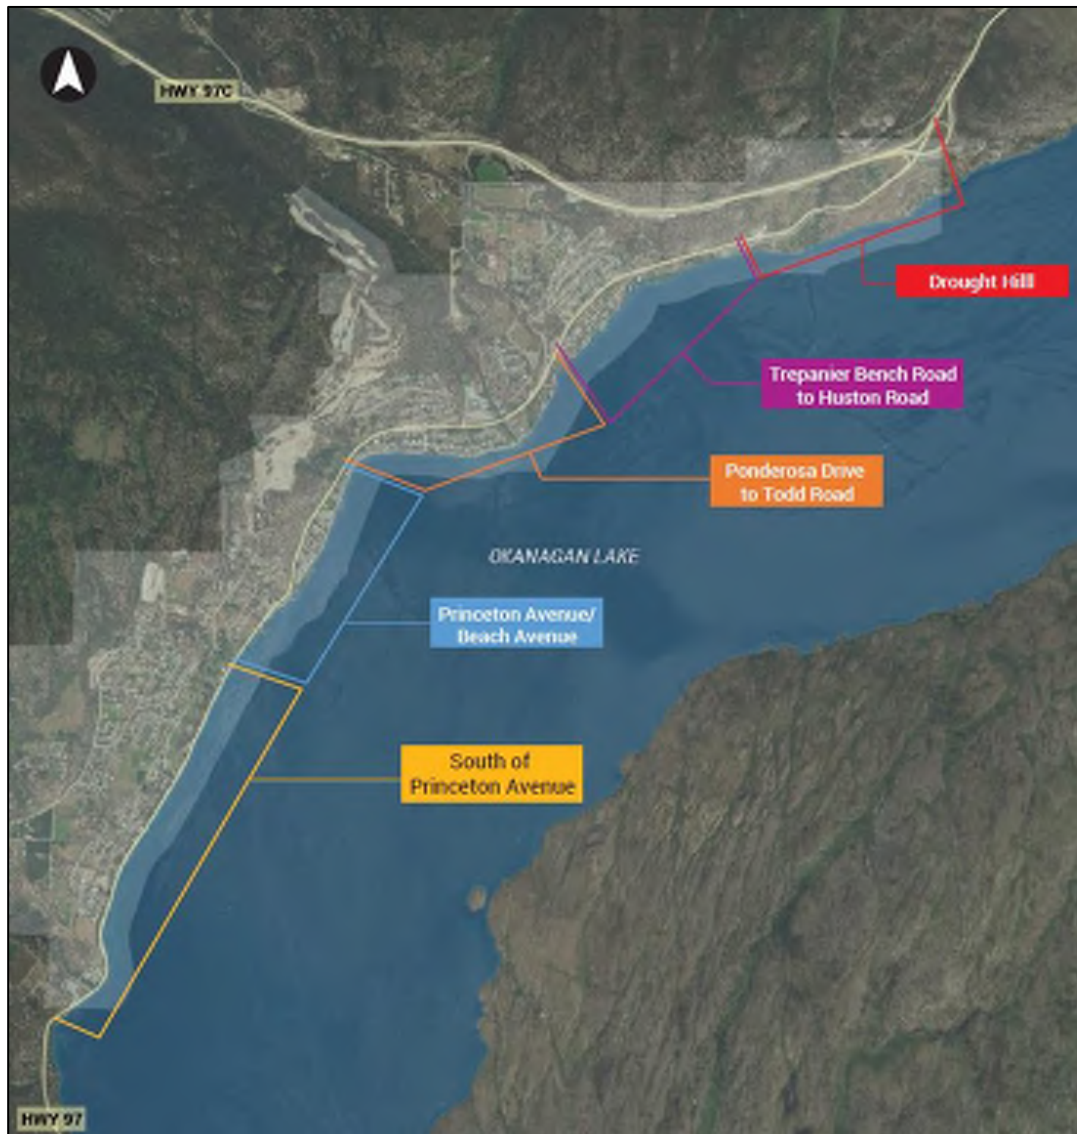 HWY 97C
Drought Hilll
Trepanier Bench Road
to Huston Road
Ponderosa Drive
to Todd Road
OKANAGAN LAKE
Princeton Avenue/
Beach Avenue
South of
Princeton Avenue
HWY 97